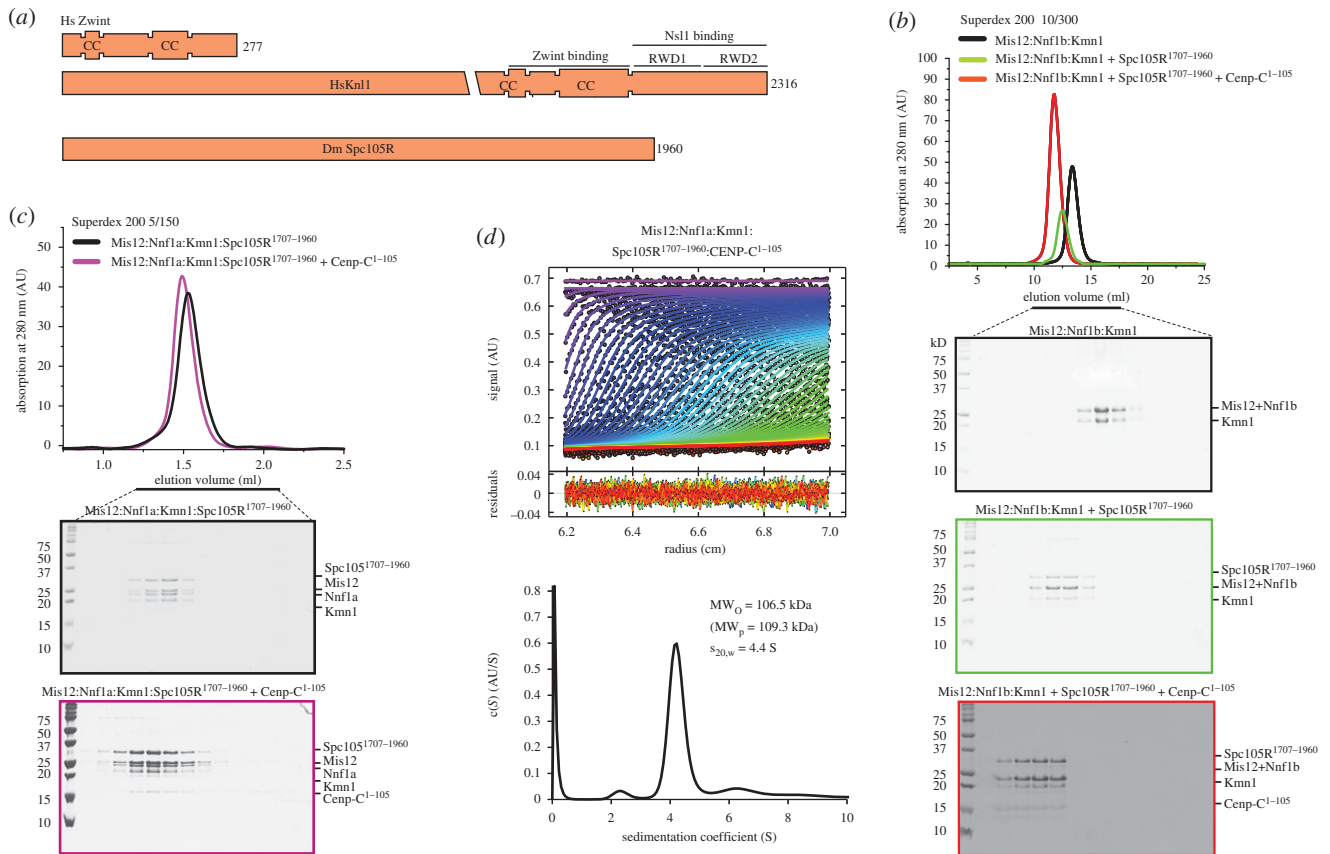 (a)
Hs Zwint
CC CC 277
Nsl1 binding
Zwint binding RWD1 RWD2
HsKnl1 CC CC 2316
Dm Spc105R 1960
(b)
Superdex 200 10/300
Mis12:Nnf1b:Kmn1
Mis12:Nnf1b:Kmn1 + Spc105R1707–1960
Mis12:Nnf1b:Kmn1 + Spc105R1707–1960 + Cenp-C1–105
absorption at 280 nm (AU)
100
90
80
70
60
50
40
30
20
10
0
5 10 15 20 25
elution volume (ml)
Mis12:Nnf1b:Kmn1
kD
75
50
37
25
20
15
10
Mis12+Nnf1b
Kmn1
Mis12:Nnf1b:Kmn1 + Spc105R1707–1960
75
50
37
25
20
15
10
Spc105R1707–1960
Mis12+Nnf1b
Kmn1
Mis12:Nnf1b:Kmn1 + Spc105R1707–1960 + Cenp-C1–105
75
50
37
25
20
15
10
Spc105R1707–1960
Mis12+Nnf1b
Kmn1
Cenp-C1–105
(c)
Superdex 200 5/150
Mis12:Nnf1a:Kmn1:Spc105R1707–1960
Mis12:Nnf1a:Kmn1:Spc105R1707–1960 + Cenp-C1–105
absorption at 280 nm (AU)
50
40
30
20
10
0
1.0 1.5 2.0 2.5
elution volume (ml)
Mis12:Nnf1a:Kmn1:Spc105R1707–1960
75
50
37
25
20
15
10
Spc1051707–1960
Mis12
Nnf1a
Kmn1
Mis12:Nnf1a:Kmn1:Spc105R1707–1960 + Cenp-C1-105
75
50
37
25
20
15
10
Spc1051707–1960
Mis12
Nnf1a
Kmn1
Cenp-C1–105
(d)
Mis12:Nnf1a:Kmn1:
Spc105R1707–1960:CENP-C1–105
signal (AU)
0.7
0.6
0.5
0.4
0.3
0.2
0.1
residuals
0.04
0
–0.04
6.2 6.4 6.6 6.8 7.0
radius (cm)
c(S) (AU/S)
0.8
0.7
0.6
0.5
0.4
0.3
0.2
0.1
0
0 2 4 6 8 10
sedimentation coefficient (S)
MWO = 106.5 kDa
(MWp = 109.3 kDa)
s20,w = 4.4 S